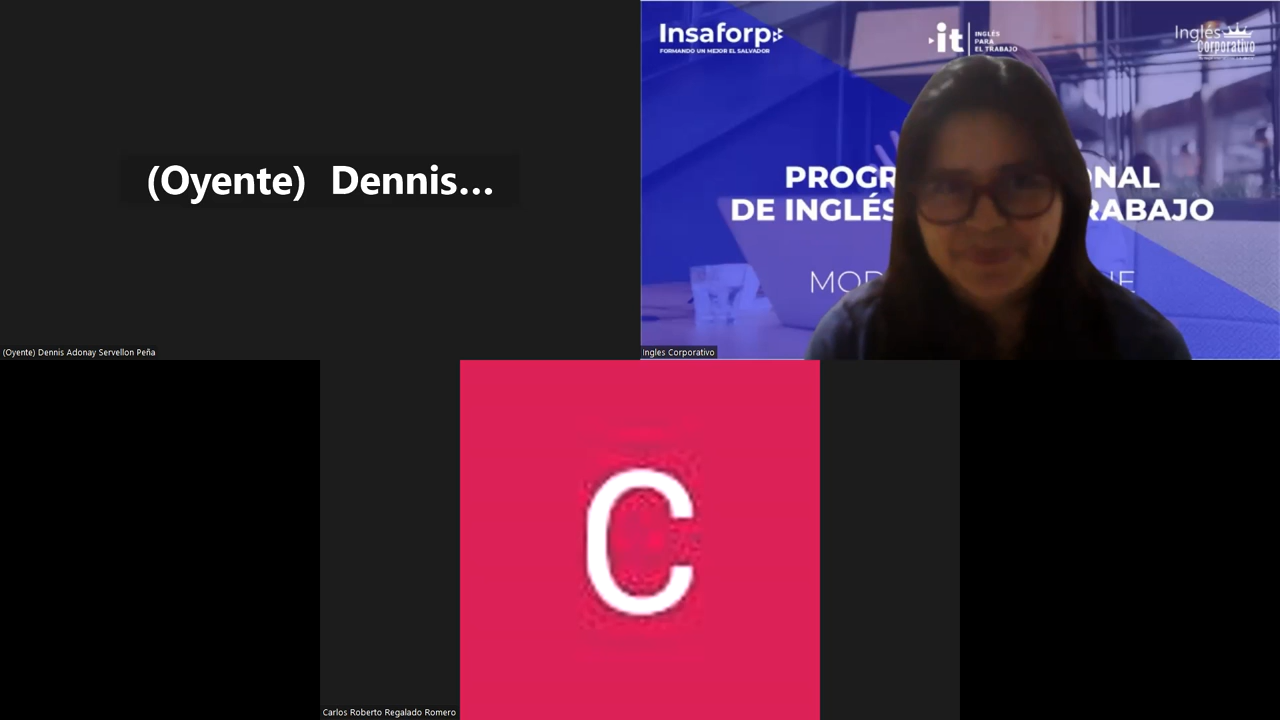 (Oyente) Dennis...
(Oyente) Dennis Adonay Servellon Peña
Insaforp
FORMANDO UN MEJOR EL SALVADOR
it
INGLÉS
PARA
EL TRABAJO
Inglés
corporativo
PROGR ONAL
DE INGLÉS RABAJO
MOD NE
Ingles Corporativo
C
Carlos Roberto Regalado Romero